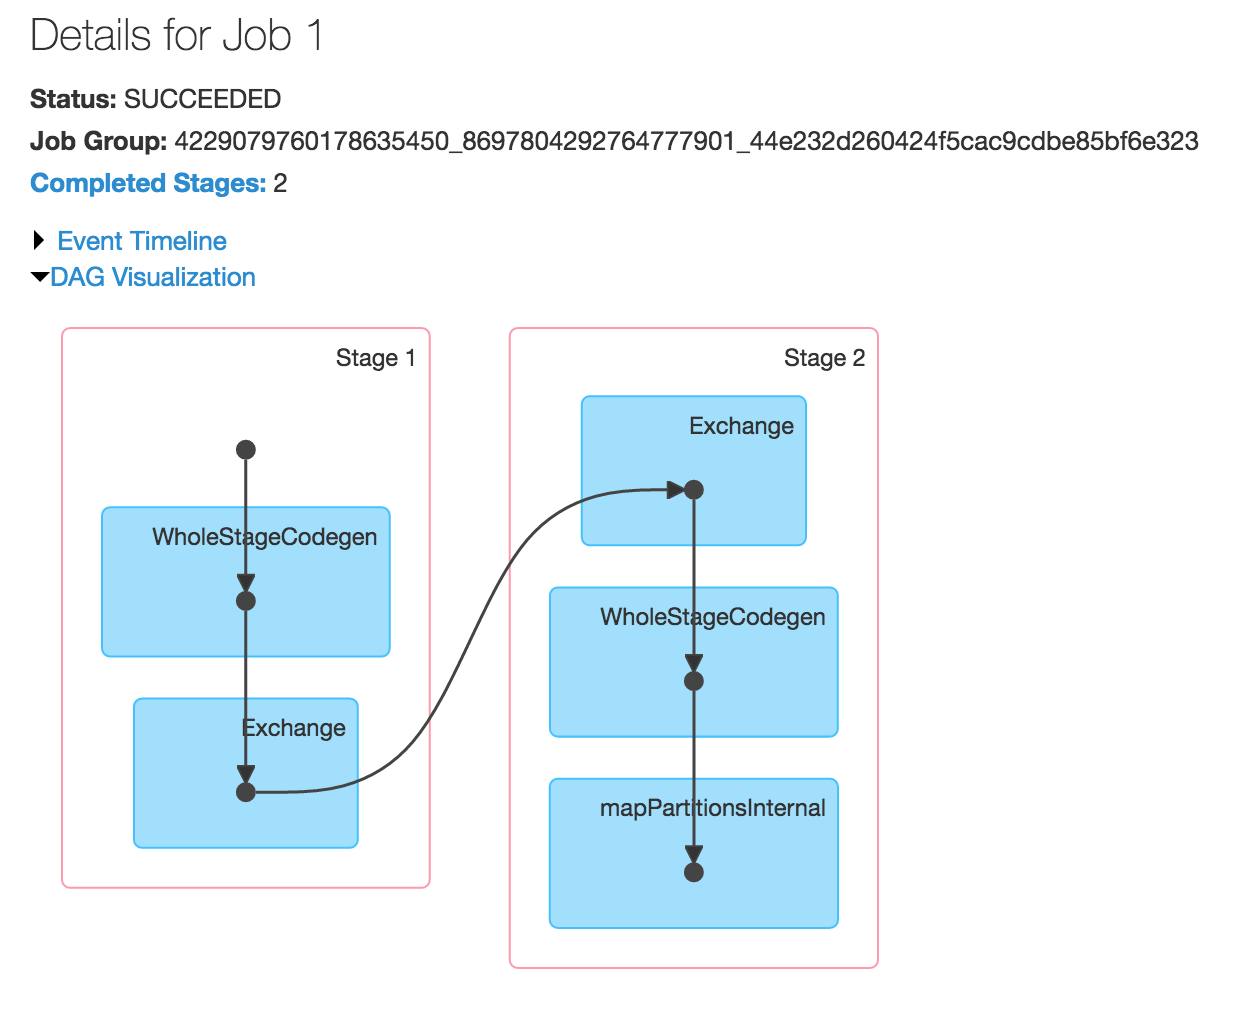 Details for Job 1
Status: SUCCEEDED
Job Group: 4229079760178635450_8697804292764777901_44e232d260424f5cac9cdbe85bf6e323
Completed Stages: 2
Event Timeline
DAG Visualization
Stage 1
WholeStageCodegen
Exchange
Stage 2
Exchange
WholeStageCodegen
mapPartitionsInternal